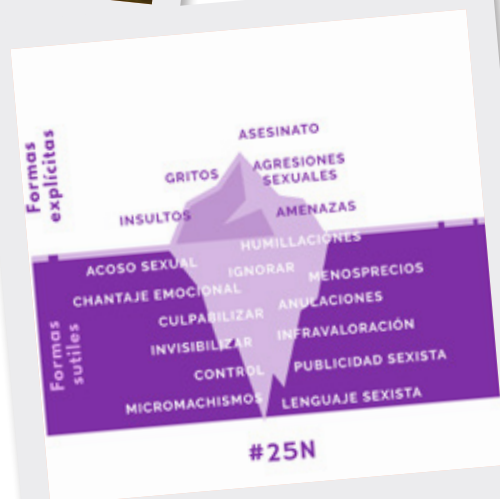 Formas
explícitas
ASESINATO
GRITOS
AGRESIONES
SEXUALES
INSULTOS
AMENAZAS
HUMILLACIONES
Formas
sutiles
ACOSO SEXUAL
IGNORAR
MENOSPRECIOS
CHANTAJE EMOCIONAL
ANULACIONES
CULPABILIZAR
INFRAVALORACIÓN
INVISIBILIZAR
CONTROL
PUBLICIDAD SEXISTA
MICROMACHISMOS
LENGUAJE SEXISTA
#25N